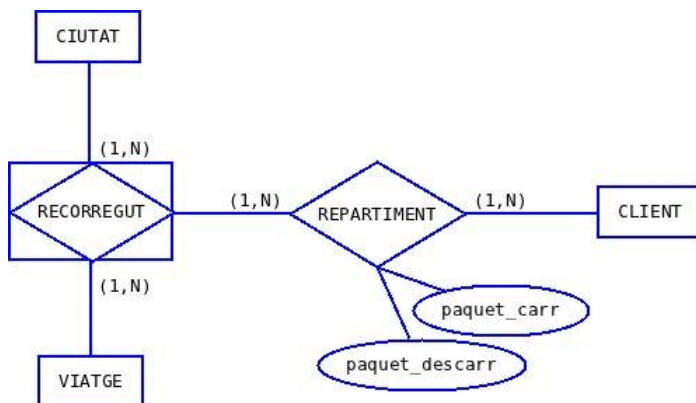 CIUTAT
(1,N)
RECORREGUT
(1,N)
REPARTIMENT
(1,N)
CLIENT
(1,N)
paquet_carr
paquet_descarr
VIATGE